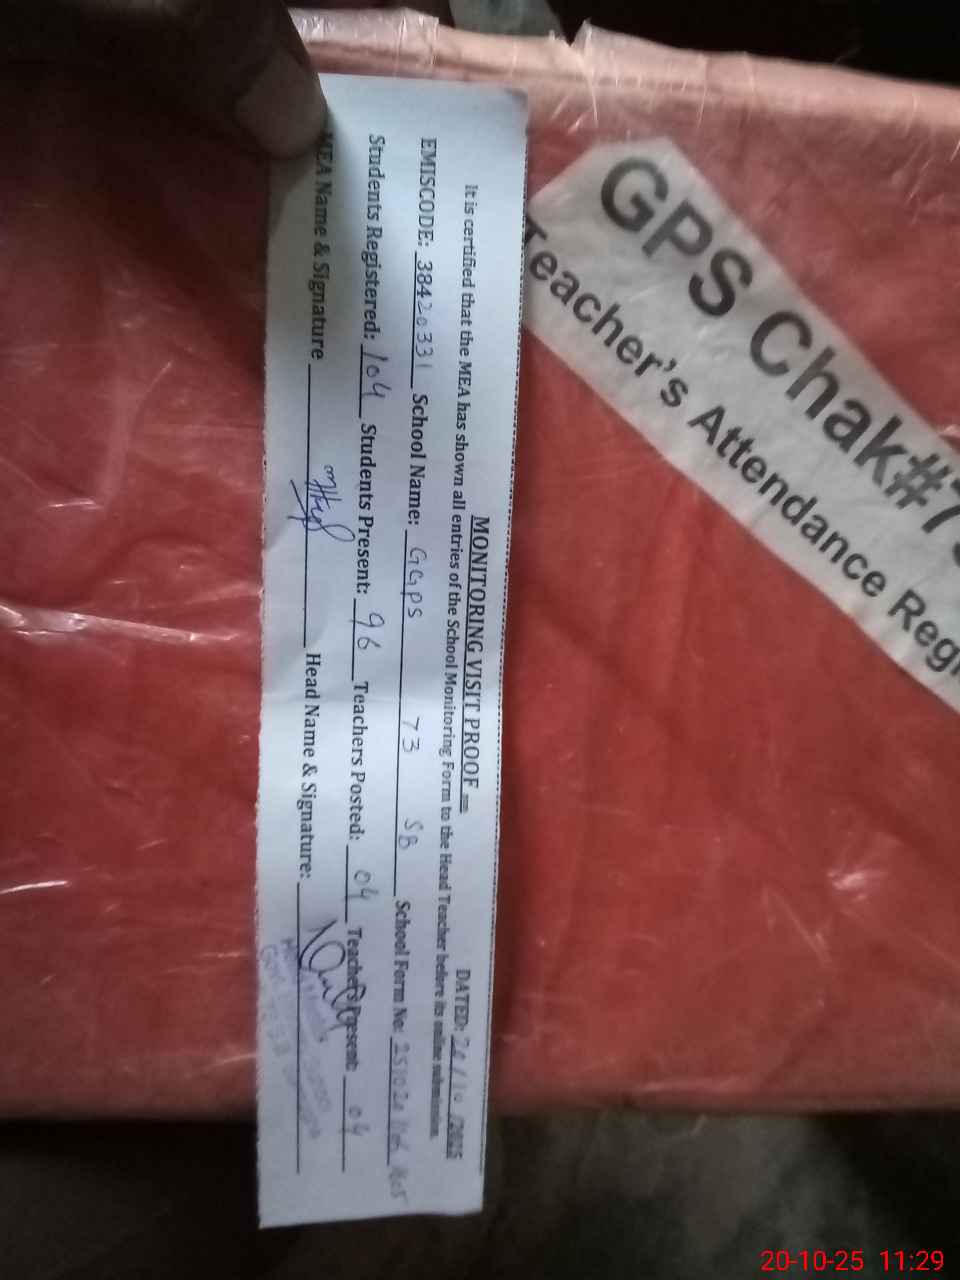 MONITORING VISIT PROOF
DATED: 20/10/2025
It is certified that the MEA has shown all entries of the School Monitoring Form to the Head Teacher before its online submission.
EMISCODE: 38420331 School Name: GGPS 73 SB School Form No:
Students Registered: 104 Students Present: 96 Teachers Posted: 04 Teachers Present: 04
MEA Name & Signature Head Name & Signature:
GPS Chak#7
Teacher's Attendance Regi
20-10-25 11:29